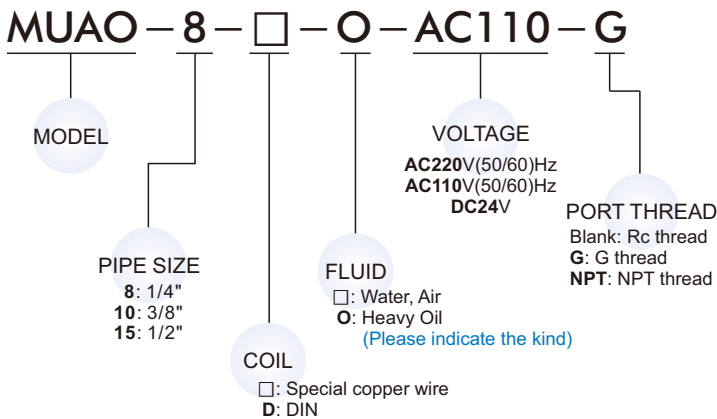 MUAO－8－□－O－AC110－G
MODEL
VOLTAGE
AC220V(50/60)Hz
AC110V(50/60)Hz
DC24V
PORT THREAD
Blank: Rc thread
G: G thread
NPT: NPT thread
PIPE SIZE
8: 1/4"
10: 3/8"
15: 1/2"
FLUID
□: Water, Air
O: Heavy Oil
(Please indicate the kind)
COIL
□: Special copper wire
D: DIN